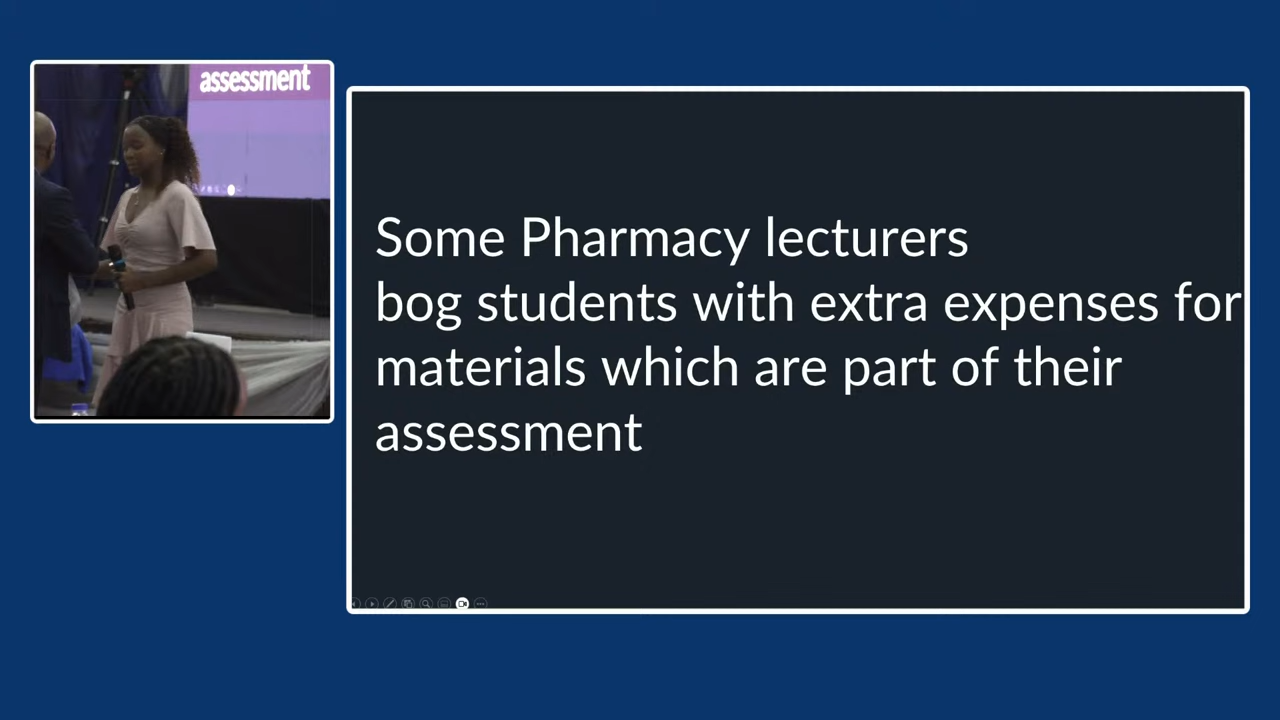 assessment
Some Pharmacy lecturers
bog students with extra expenses for
materials which are part of their
assessment